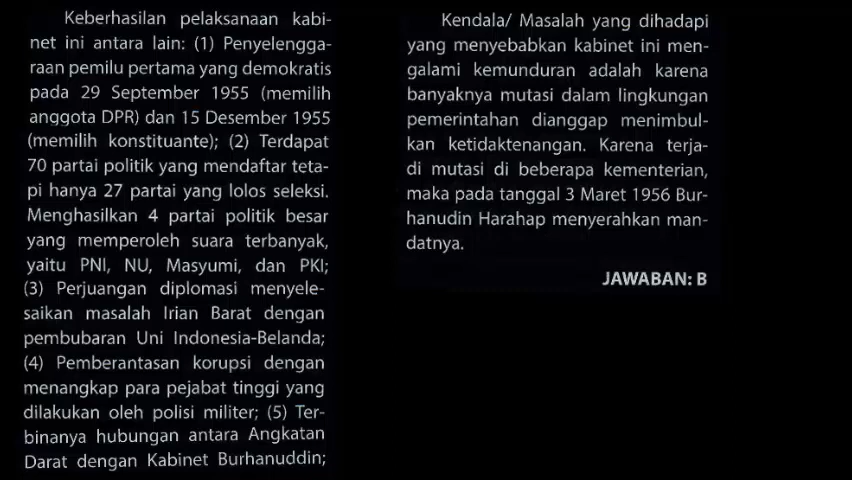 Keberhasilan pelaksanaan kabi-
net ini antara lain: (1) Penyelengga-
raan pemilu pertama yang demokratis
pada 29 September 1955 (memilih
anggota DPR) dan 15 Desember 1955
(memilih konstituante); (2) Terdapat
70 partai politik yang mendaftar teta-
pi hanya 27 partai yang lolos seleksi.
Menghasilkan 4 partai politik besar
yang memperoleh suara terbanyak,
yaitu PNI, NU, Masyumi, dan PKI;
(3) Perjuangan diplomasi menyele-
saikan masalah Irian Barat dengan
pembubaran Uni Indonesia-Belanda;
(4) Pemberantasan korupsi dengan
menangkap para pejabat tinggi yang
dilakukan oleh polisi militer; (5) Ter-
binanya hubungan antara Angkatan
Darat dengan Kabinet Burhanuddin;
Kendala/ Masalah yang dihadapi
yang menyebabkan kabinet ini men-
galami kemunduran adalah karena
banyaknya mutasi dalam lingkungan
pemerintahan dianggap menimbul-
kan ketidaktenangan. Karena terja-
di mutasi di beberapa kementerian,
maka pada tanggal 3 Maret 1956 Bur-
hanudin Harahap menyerahkan man-
datnya.
JAWABAN: B